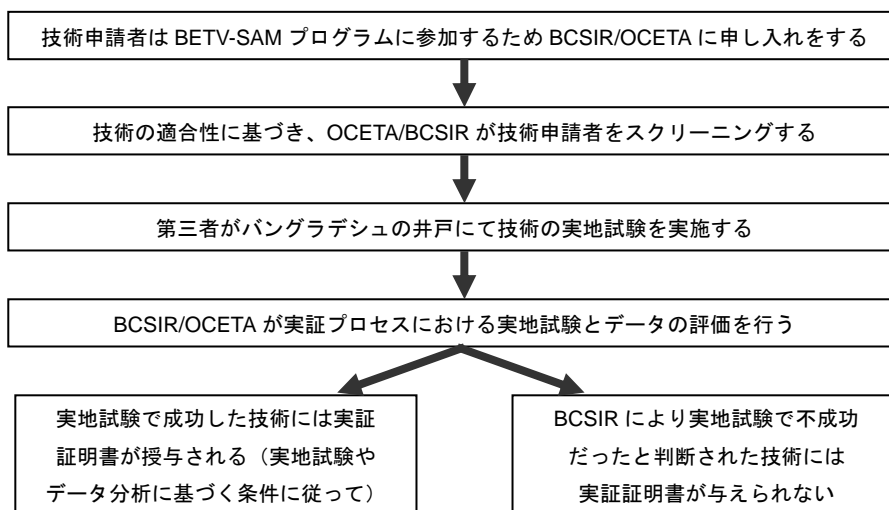 技術申請者は BETV-SAM プログラムに参加するため BCSIR/OCETA に申し入れをする
技術の適合性に基づき、OCETA/BCSIR が技術申請者をスクリーニングする
第三者がバングラデシュの井戸にて技術の実地試験を実施する
BCSIR/OCETA が実証プロセスにおける実地試験とデータの評価を行う
実地試験で成功した技術には実証
証明書が授与される（実地試験や
データ分析に基づく条件に従って）
BCSIR により実地試験で不成功
だったと判断された技術には
実証証明書が与えられない